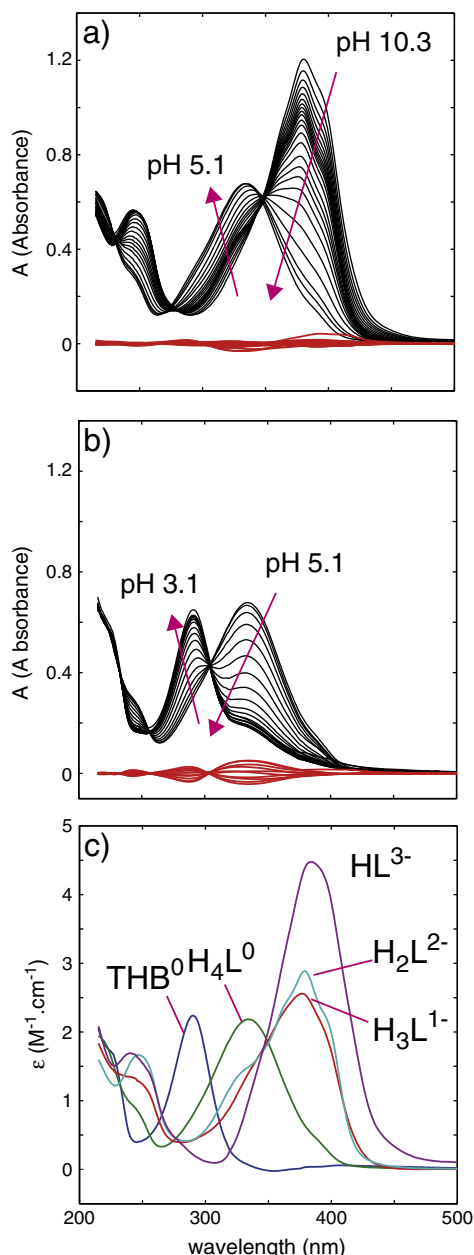 a)
pH 10.3
pH 5.1
A (Absorbance)
1.2
0.8
0.4
0
b)
pH 3.1
pH 5.1
A (A bsorbance)
1.2
0.8
0.4
0
c)
HL³⁻
THB⁰ H₄L⁰
H₂L²⁻
H₃L¹⁻
ε (M⁻¹.cm⁻¹)
5
4
3
2
1
0
200 300 400 500
wavelength (nm)